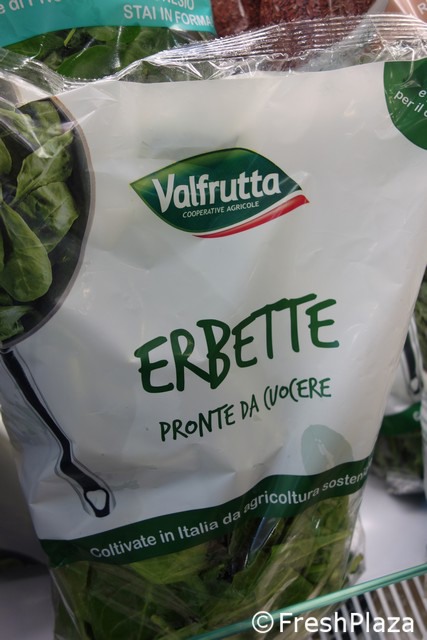 STAI IN FORMA
Valfrutta
COOPERATIVE AGRICOLE
ERBETTE
PRONTE DA CUOCERE
Coltivate in Italia da agricoltura
©FreshPlaza